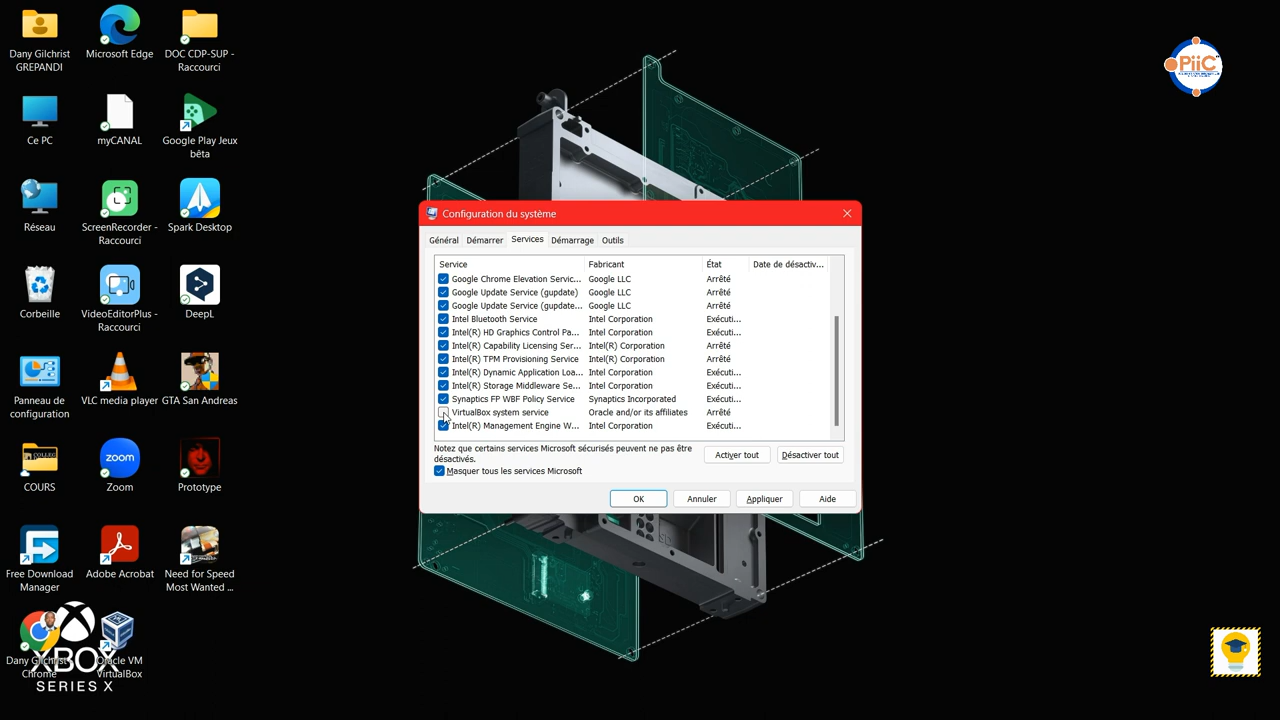 Dany Gilchrist
GREPANDI
Microsoft Edge
DOC CDP-SUP -
Raccourci
Ce PC
myCANAL
Google Play Jeux
bêta
Réseau
ScreenRecorder -
Raccourci
Spark Desktop
Corbeille
VideoEditorPlus -
Raccourci
DeepL
Panneau de
configuration
VLC media player
GTA San Andreas
COURS
Zoom
zoom
Prototype
Free Download
Manager
Adobe Acrobat
Need for Speed
Most Wanted ...
Dany Gilchrist
Chrome
Oracle VM
VirtualBox
XBOX
SERIES X
PiiC
Configuration du système
Général
Démarrer
Services
Démarrage
Outils
Service Fabricant État Date de désactiv...
Google Chrome Elevation Servic... Google LLC Arrêté
Google Update Service (gupdate) Google LLC Arrêté
Google Update Service (gupdate... Google LLC Arrêté
Intel Bluetooth Service Intel Corporation Exécuti...
Intel(R) HD Graphics Control Pa... Intel Corporation Exécuti...
Intel(R) Capability Licensing Ser... Intel(R) Corporation Arrêté
Intel(R) TPM Provisioning Service Intel(R) Corporation Arrêté
Intel(R) Dynamic Application Loa... Intel Corporation Exécuti...
Intel(R) Storage Middleware Se... Intel Corporation Exécuti...
Synaptics FP WBF Policy Service Synaptics Incorporated Exécuti...
VirtualBox system service Oracle and/or its affiliates Arrêté
Intel(R) Management Engine W... Intel Corporation Exécuti...
Notez que certains services Microsoft sécurisés peuvent ne pas être
désactivés.
Activer tout
Désactiver tout
Masquer tous les services Microsoft
OK
Annuler
Appliquer
Aide